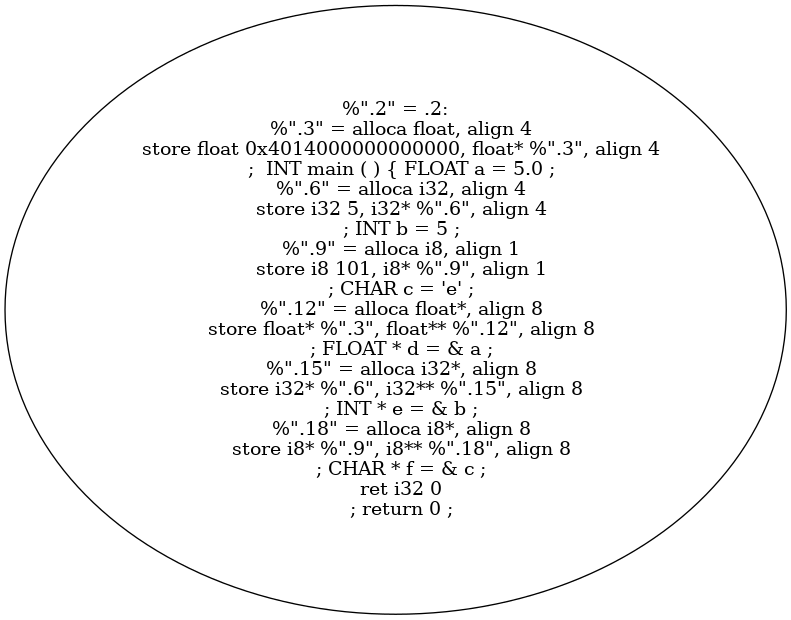 %".2" = .2:
%".3" = alloca float, align 4
store float 0x4014000000000000, float* %".3", align 4
;  INT main ( ) { FLOAT a = 5.0 ;
%".6" = alloca i32, align 4
store i32 5, i32* %".6", align 4
; INT b = 5 ;
%".9" = alloca i8, align 1
store i8 101, i8* %".9", align 1
; CHAR c = 'e' ;
%".12" = alloca float*, align 8
store float* %".3", float** %".12", align 8
; FLOAT * d = & a ;
%".15" = alloca i32*, align 8
store i32* %".6", i32** %".15", align 8
; INT * e = & b ;
%".18" = alloca i8*, align 8
store i8* %".9", i8** %".18", align 8
; CHAR * f = & c ;
ret i32 0
; return 0 ;